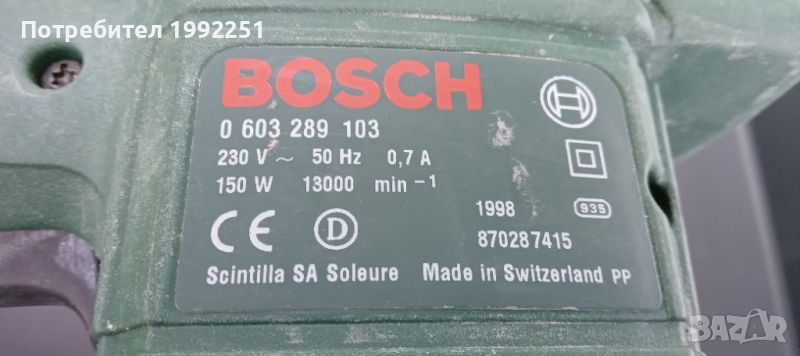 Потребител 1992251
BOSCH
0 603 289 103
230 V ~ 50 Hz 0,7 A
150 W 13000 min -1
1998 935
CE D 870287415
Scintilla SA Soleure Made in Switzerland PP
BAZAR